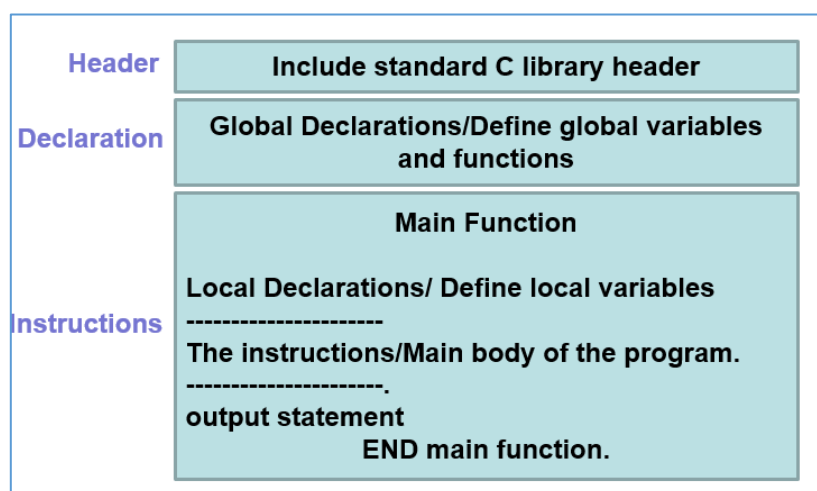 Header
Include standard C library header
Declaration
Global Declarations/Define global variables
and functions
Main Function
Local Declarations/ Define local variables
Instructions
----------------------
The instructions/Main body of the program.
----------------------.
output statement
END main function.